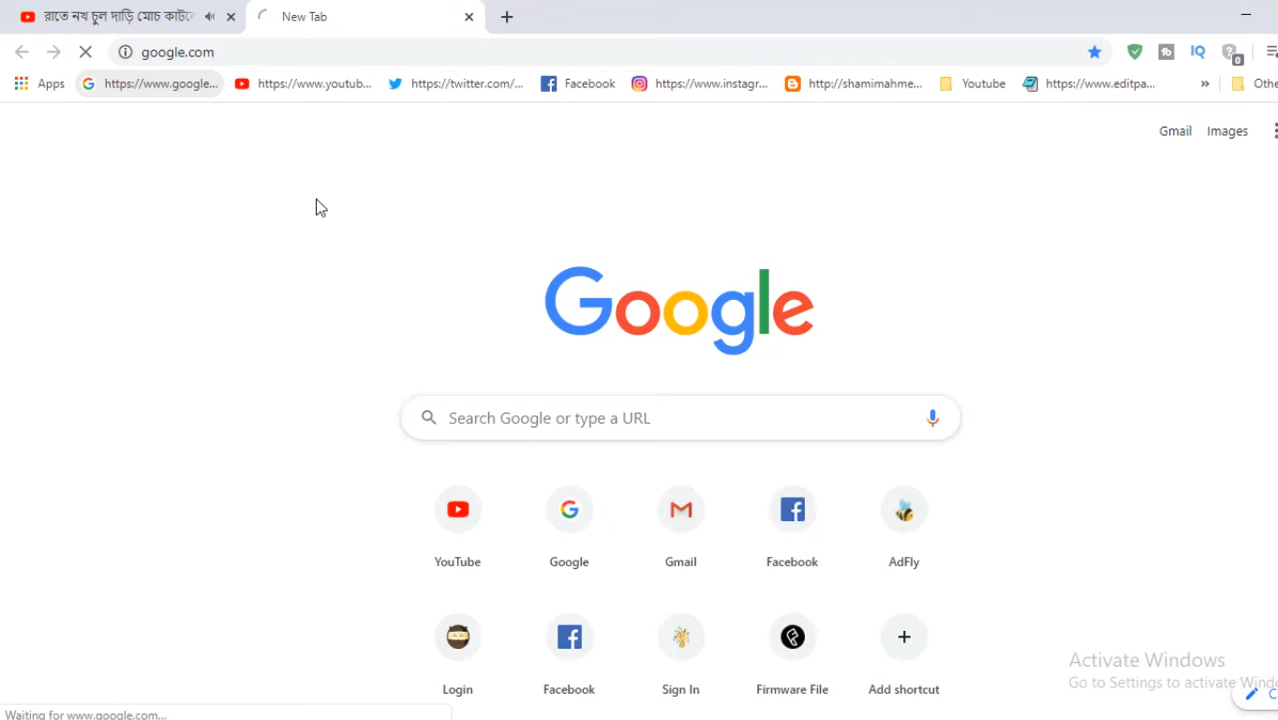 রাতে নখ চুল দাড়ি মোচ কাটলে
New Tab
google.com
Apps
https://www.google...
https://www.youtub...
https://twitter.com/...
Facebook
https://www.instagr...
http://shamimahme...
Youtube
https://www.editpa...
»
Othe
Gmail
Images
Google
Search Google or type a URL
YouTube
Google
Gmail
Facebook
AdFly
Login
Facebook
Sign In
Firmware File
Add shortcut
Activate Windows
Go to Settings to activate Windo
Waiting for www.google.com...